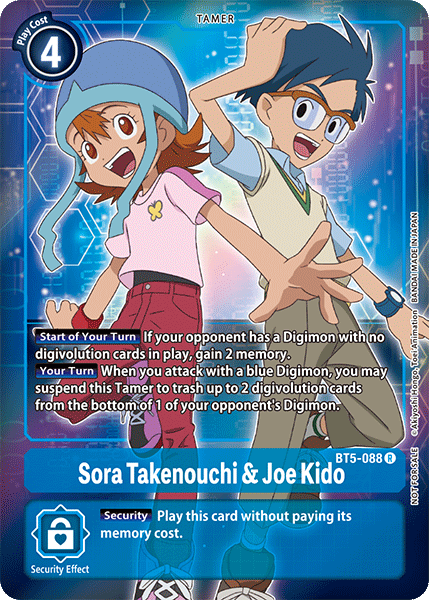 TAMER
Play Cost
4
Start of Your Turn If your opponent has a Digimon with no
digivolution cards in play, gain 2 memory.
Your Turn When you attack with a blue Digimon, you may
suspend this Tamer to trash up to 2 digivolution cards
from the bottom of 1 of your opponent's Digimon.
BT5-088 R
Sora Takenouchi & Joe Kido
Security Play this card without paying its
memory cost.
Security Effect
NOT FOR SALE ©Akiyoshi Hongo, Toei Animation BANDAI MADE IN JAPAN